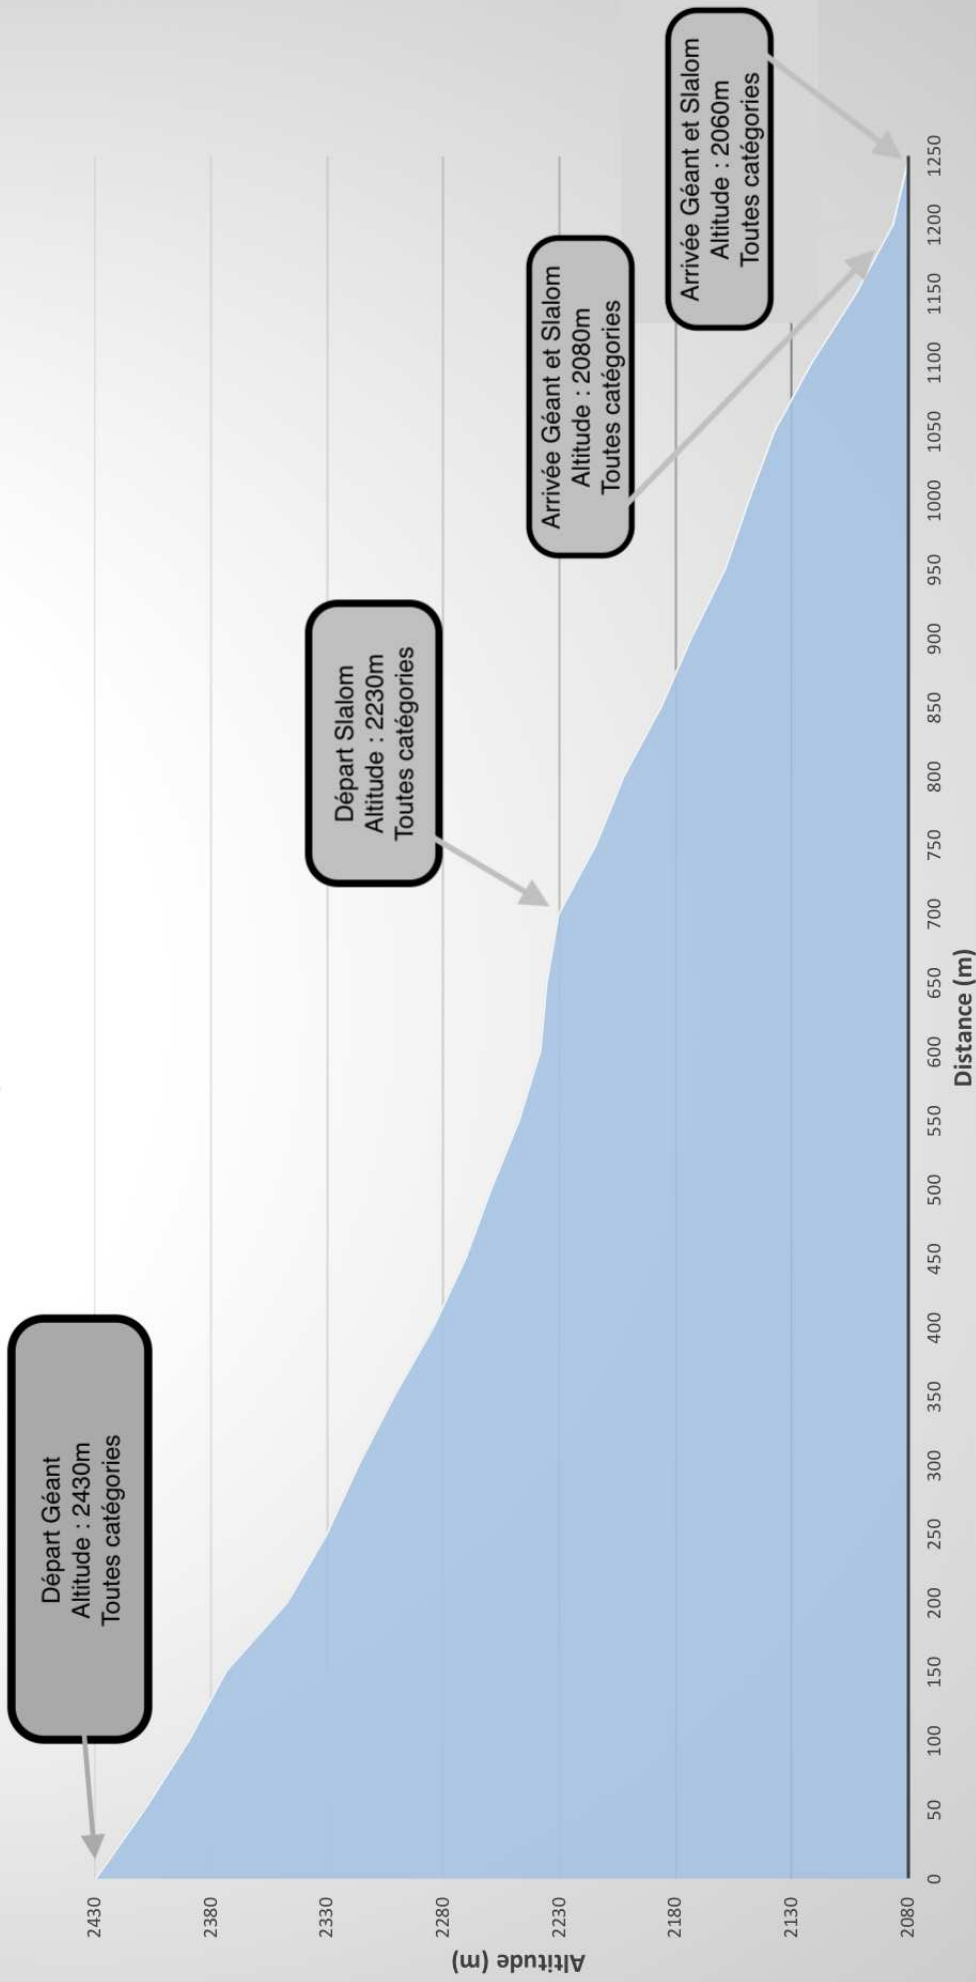 Départ Géant
Altitude : 2430m
Toutes catégories
Départ Slalom
Altitude : 2230m
Toutes catégories
Arrivée Géant et Slalom
Altitude : 2080m
Toutes catégories
Arrivée Géant et Slalom
Altitude : 2060m
Toutes catégories
Altitude (m)
2430
2380
2330
2280
2230
2180
2130
2080
0 50 100 150 200 250 300 350 400 450 500 550 600 650 700 750 800 850 900 950 1000 1050 1100 1150 1200 1250
Distance (m)